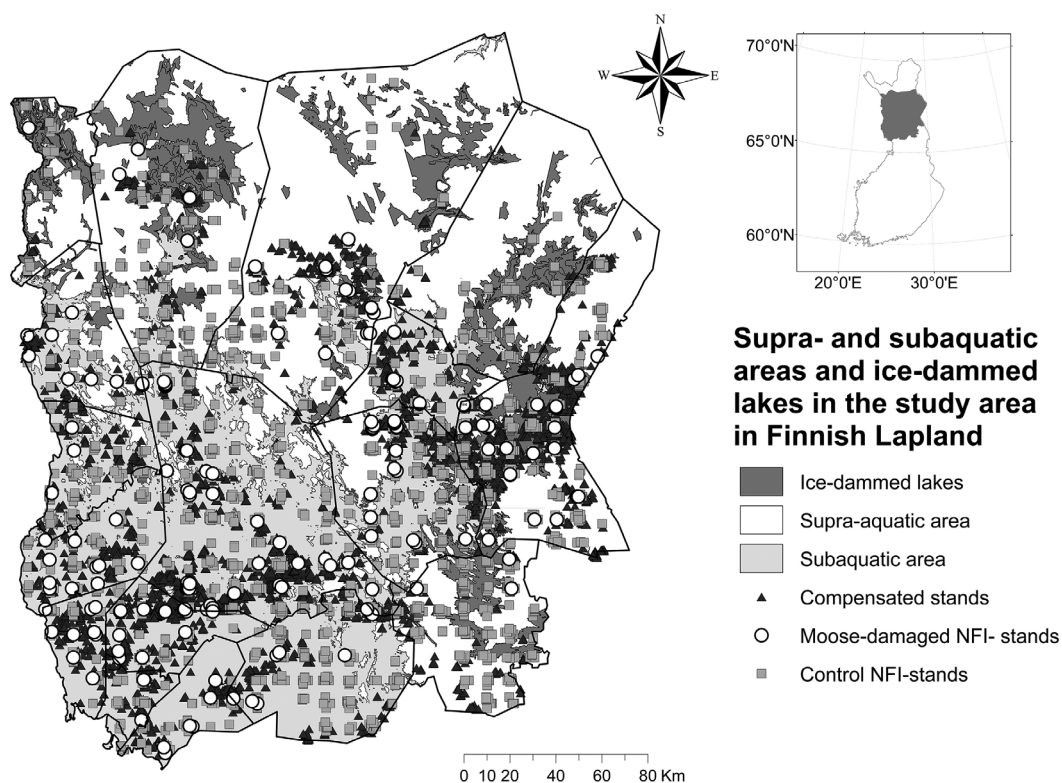 N
W E
S
70°0'N
65°0'N
60°0'N
20°0'E 30°0'E
Supra- and subaquatic
areas and ice-dammed
lakes in the study area
in Finnish Lapland
Ice-dammed lakes
Supra-aquatic area
Subaquatic area
Compensated stands
Moose-damaged NFI- stands
Control NFI-stands
0 10 20 40 60 80 Km